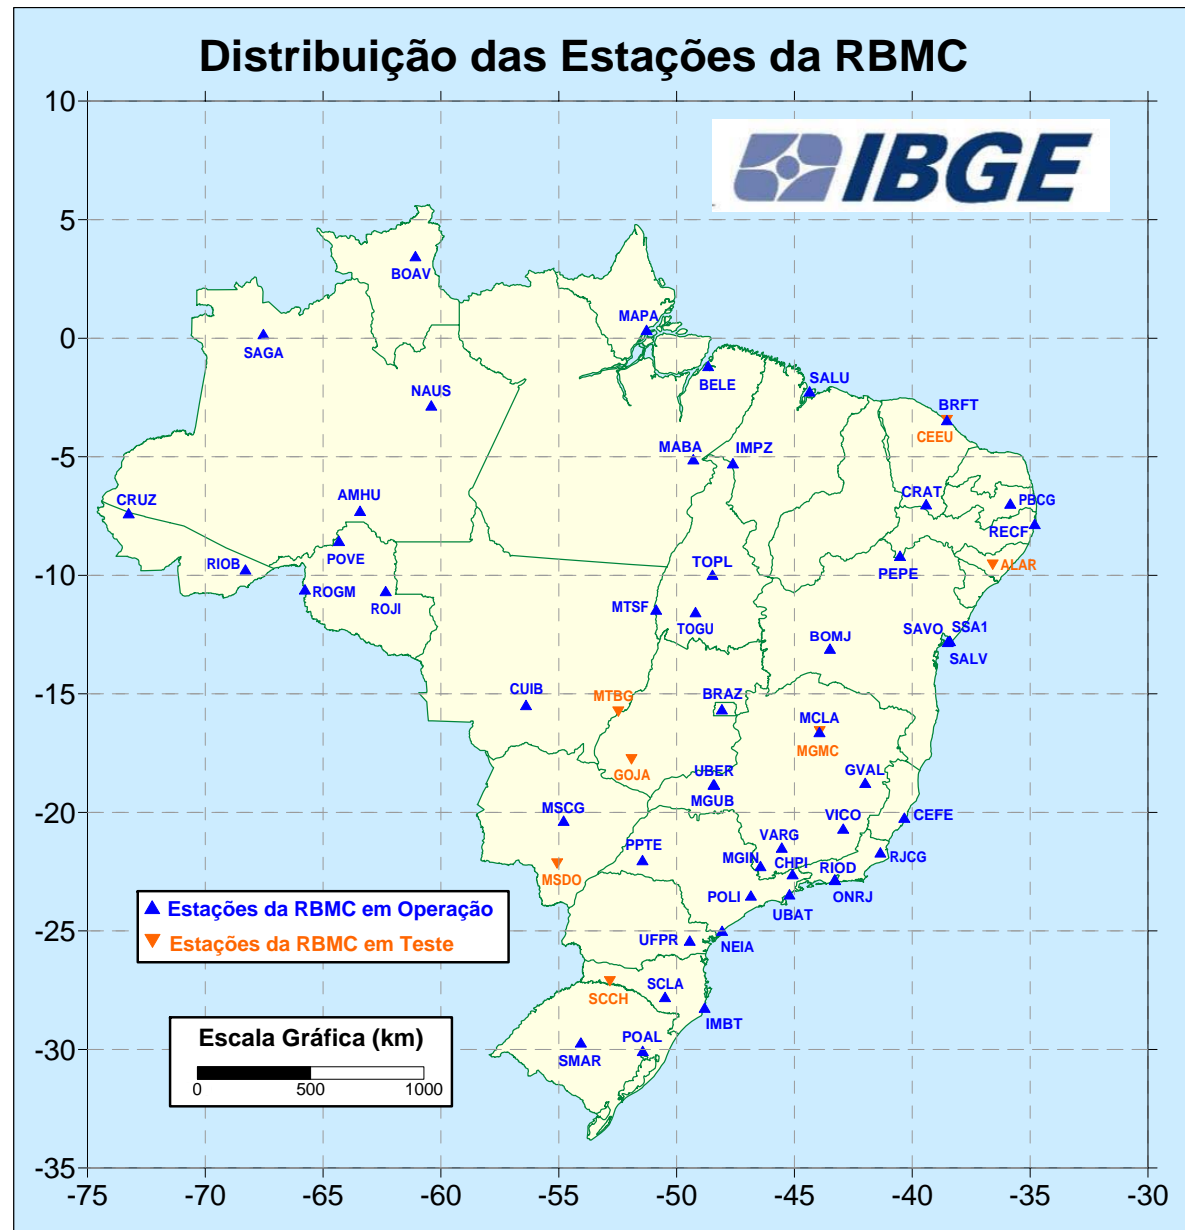 Distribuição das Estações da RBMC
IBGE
10
5
0
-5
-10
-15
-20
-25
-30
-35
BOAV
SAGA
MAPA
BELE
SALU
NAUS
BRFT
CEEU
MABA
IMPZ
CRUZ
AMHU
CRAT
PBCG
RECF
RIOB
POVE
ROGM
ROJI
TOPL
PEPE
ALAR
MTSF
TOGU
BOMJ
SAVO
SSA1
SALV
CUIB
MTBG
BRAZ
MCLA
MGMC
GOJA
UBER
MGUB
GVAL
MSCG
VICO
CEFE
PPTE
VARG
MGIN
CHPI
RIOD
RJCG
MSDO
POLI
UBAT
ONRJ
UFPR
NEIA
SCCH
SCLA
IMBT
SMAR
POAL
Estações da RBMC em Operação
Estações da RBMC em Teste
Escala Gráfica (km)
0 500 1000
-75 -70 -65 -60 -55 -50 -45 -40 -35 -30